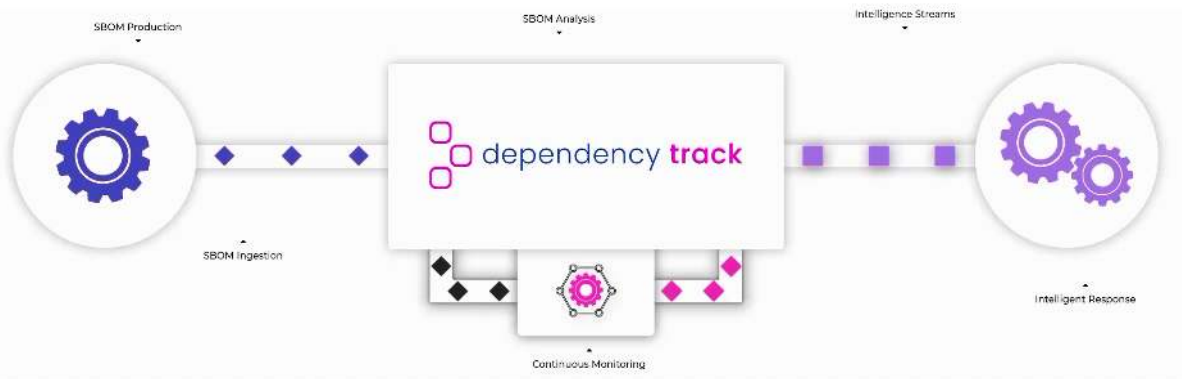 SBOM Production
SBOM Analysis
Intelligence Streams
dependency track
SBOM Ingestion
Intelligent Response
Continuous Monitoring